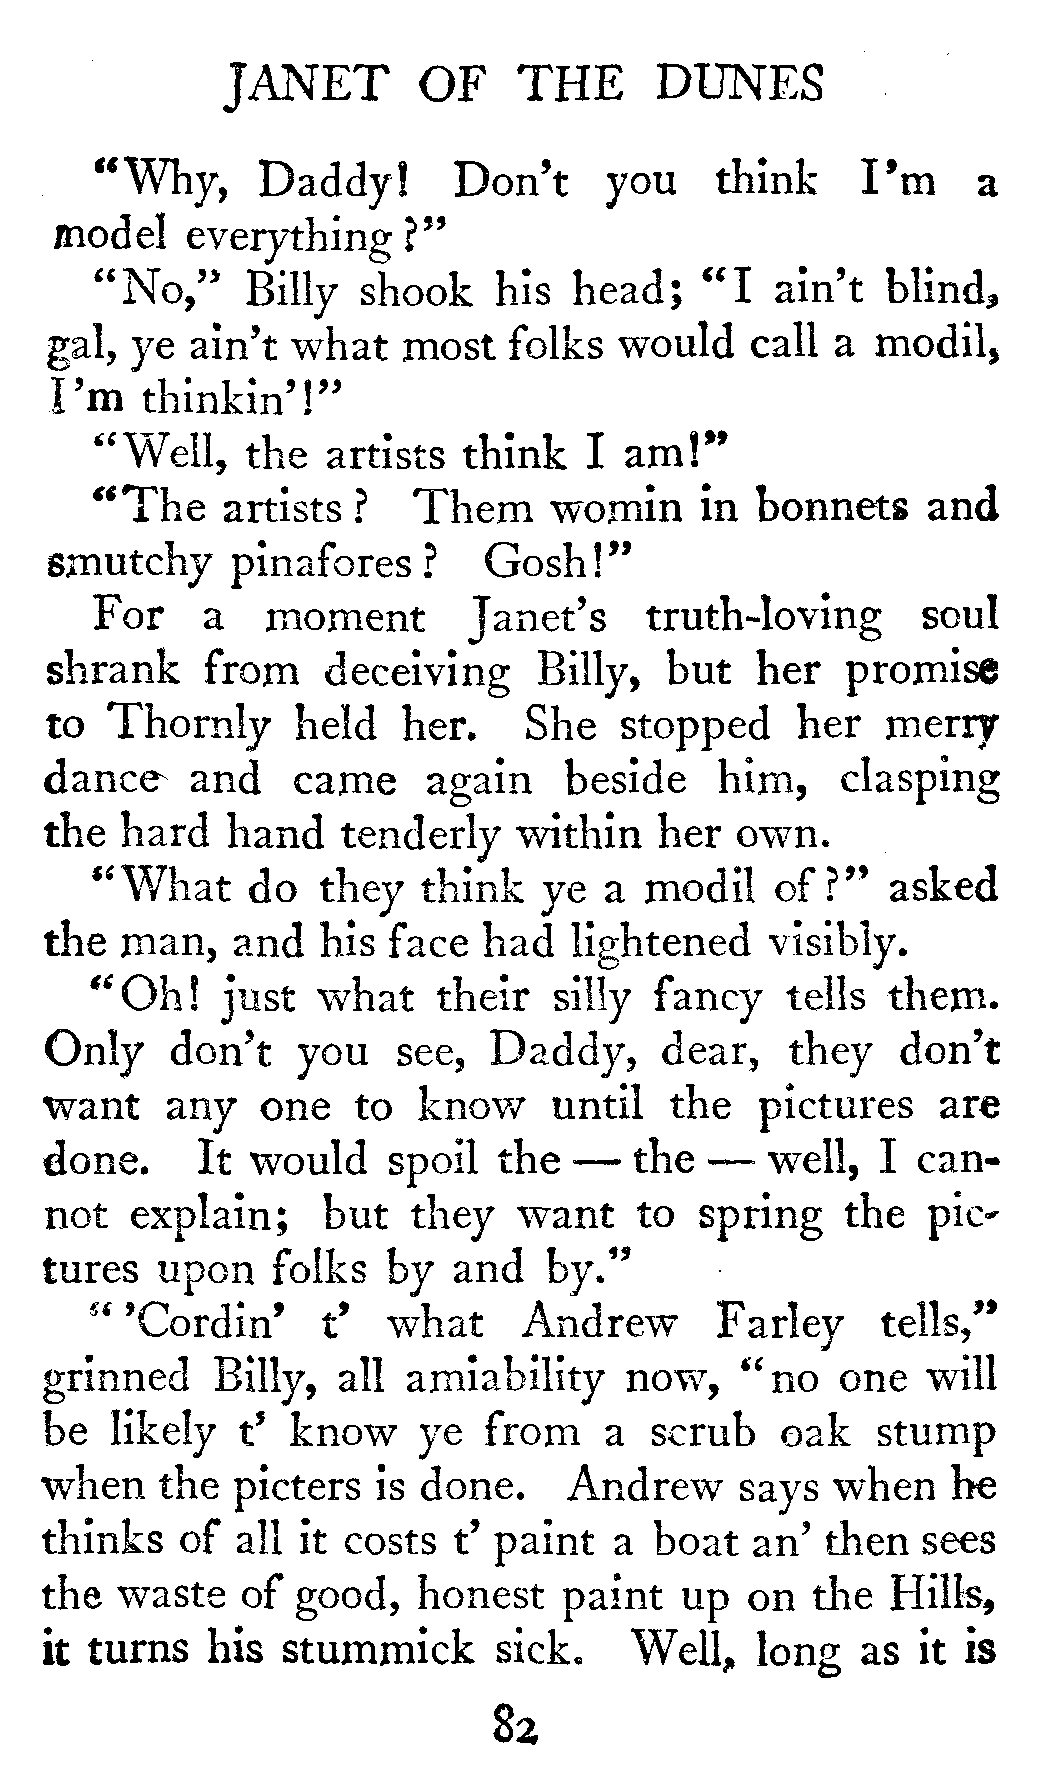 JANET OF THE DUNES
"Why, Daddy! Don't you think I'm a
model everything?"
"No," Billy shook his head; "I ain't blind,
gal, ye ain't what most folks would call a modil,
I'm thinkin'!"
"Well, the artists think I am!"
"The artists? Them womin in bonnets and
smutchy pinafores? Gosh!"
For a moment Janet's truth-loving soul
shrank from deceiving Billy, but her promise
to Thornly held her. She stopped her merry
dance and came again beside him, clasping
the hard hand tenderly within her own.
"What do they think ye a modil of?" asked
the man, and his face had lightened visibly.
"Oh! just what their silly fancy tells them.
Only don't you see, Daddy, dear, they don't
want any one to know until the pictures are
done. It would spoil the — the — well, I can-
not explain; but they want to spring the pic-
tures upon folks by and by."
"'Cordin' t' what Andrew Farley tells,"
grinned Billy, all amiability now, "no one will
be likely t' know ye from a scrub oak stump
when the picters is done. Andrew says when he
thinks of all it costs t' paint a boat an' then sees
the waste of good, honest paint up on the Hills,
it turns his stummick sick. Well, long as it is
82